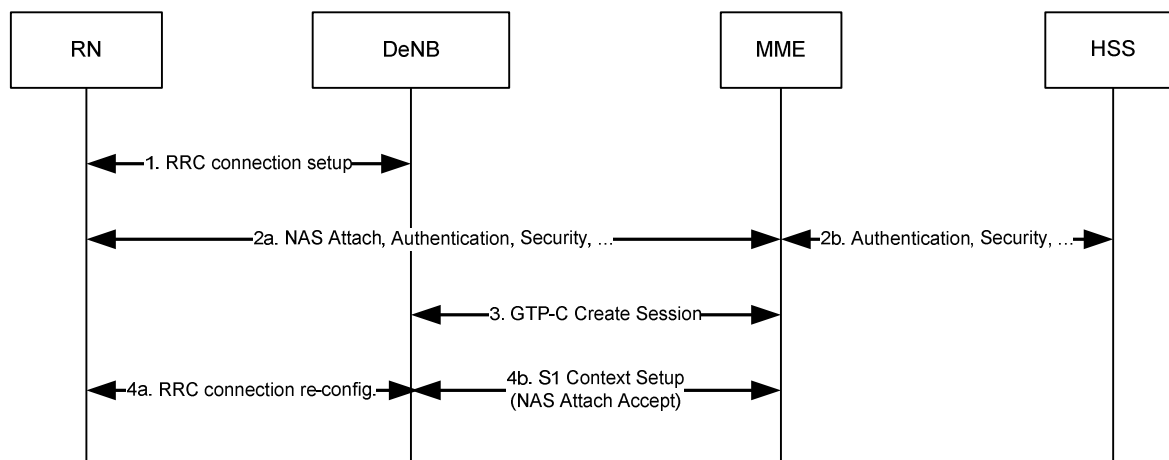 RN
DeNB
MME
HSS
1. RRC connection setup
2a. NAS Attach, Authentication, Security, ...
2b. Authentication, Security, ...
3. GTP-C Create Session
4a. RRC connection re-config.
4b. S1 Context Setup
(NAS Attach Accept)